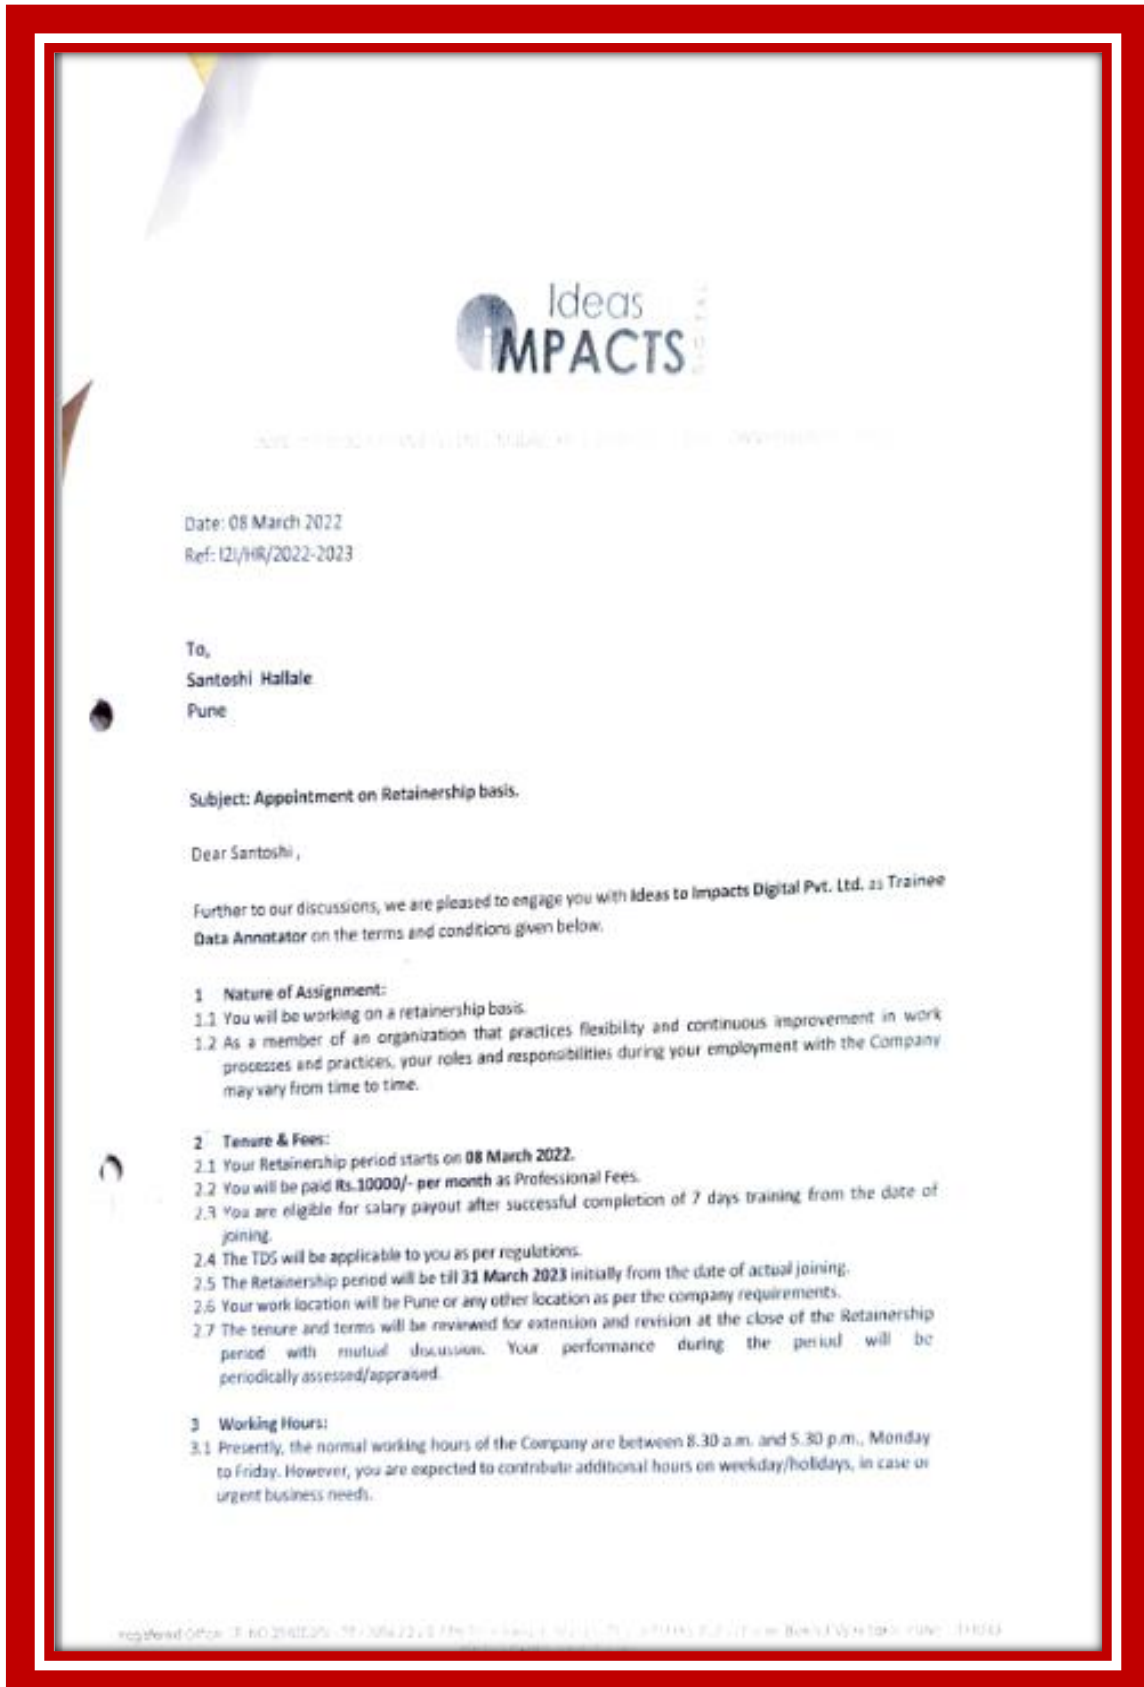 Ideas
iMPACTS
Date: 08 March 2022
Ref: I2I/HR/2022-2023
To,
Santoshi Hallale
Pune
Subject: Appointment on Retainership basis.
Dear Santoshi ,
Further to our discussions, we are pleased to engage you with Ideas to Impacts Digital Pvt. Ltd. as Trainee
Data Annotator on the terms and conditions given below.
1 Nature of Assignment:
1.1 You will be working on a retainership basis.
1.2 As a member of an organization that practices flexibility and continuous improvement in work
processes and practices, your roles and responsibilities during your employment with the Company
may vary from time to time.
2 Tenure & Fees:
2.1 Your Retainership period starts on 08 March 2022.
2.2 You will be paid Rs.10000/- per month as Professional Fees.
2.3 You are eligible for salary payout after successful completion of 7 days training from the date of
joining.
2.4 The TDS will be applicable to you as per regulations.
2.5 The Retainership period will be till 31 March 2023 initially from the date of actual joining.
2.6 Your work location will be Pune or any other location as per the company requirements.
2.7 The tenure and terms will be reviewed for extension and revision at the close of the Retainership
period with mutual discussion. Your performance during the period will be
periodically assessed/appraised.
3 Working Hours:
3.1 Presently, the normal working hours of the Company are between 8.30 a.m. and 5.30 p.m., Monday
to Friday. However, you are expected to contribute additional hours on weekday/holidays, in case of
urgent business needs.
Registered Office